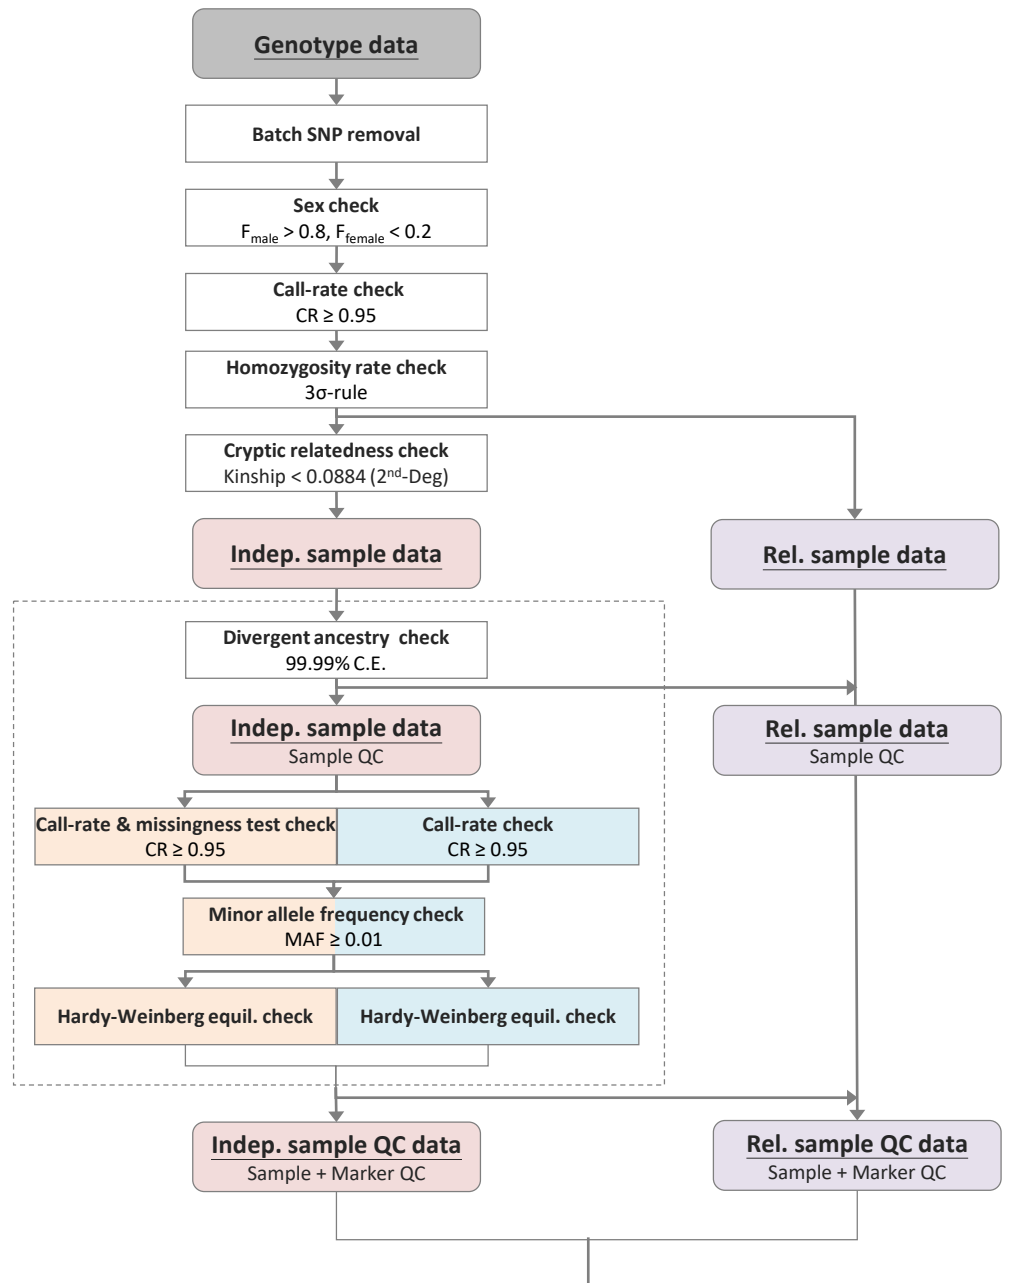 Genotype data
Batch SNP removal
Sex check
Fmale > 0.8, Ffemale < 0.2
Call-rate check
CR ≥ 0.95
Homozygosity rate check
3σ-rule
Cryptic relatedness check
Kinship < 0.0884 (2nd-Deg)
Indep. sample data
Rel. sample data
Divergent ancestry check
99.99% C.E.
Indep. sample data
Sample QC
Rel. sample data
Sample QC
Call-rate & missingness test check
CR ≥ 0.95
Call-rate check
CR ≥ 0.95
Minor allele frequency check
MAF ≥ 0.01
Hardy-Weinberg equil. check
Hardy-Weinberg equil. check
Indep. sample QC data
Sample + Marker QC
Rel. sample QC data
Sample + Marker QC